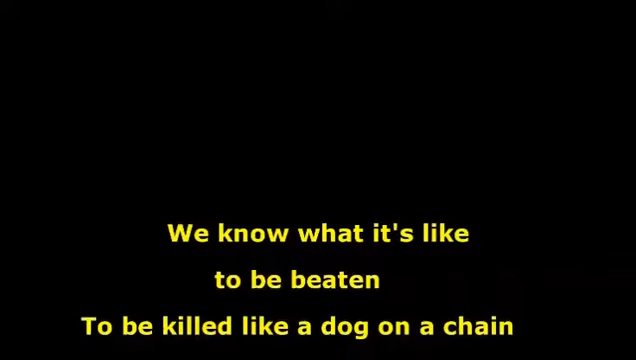 We know what it's like
to be beaten
To be killed like a dog on a chain